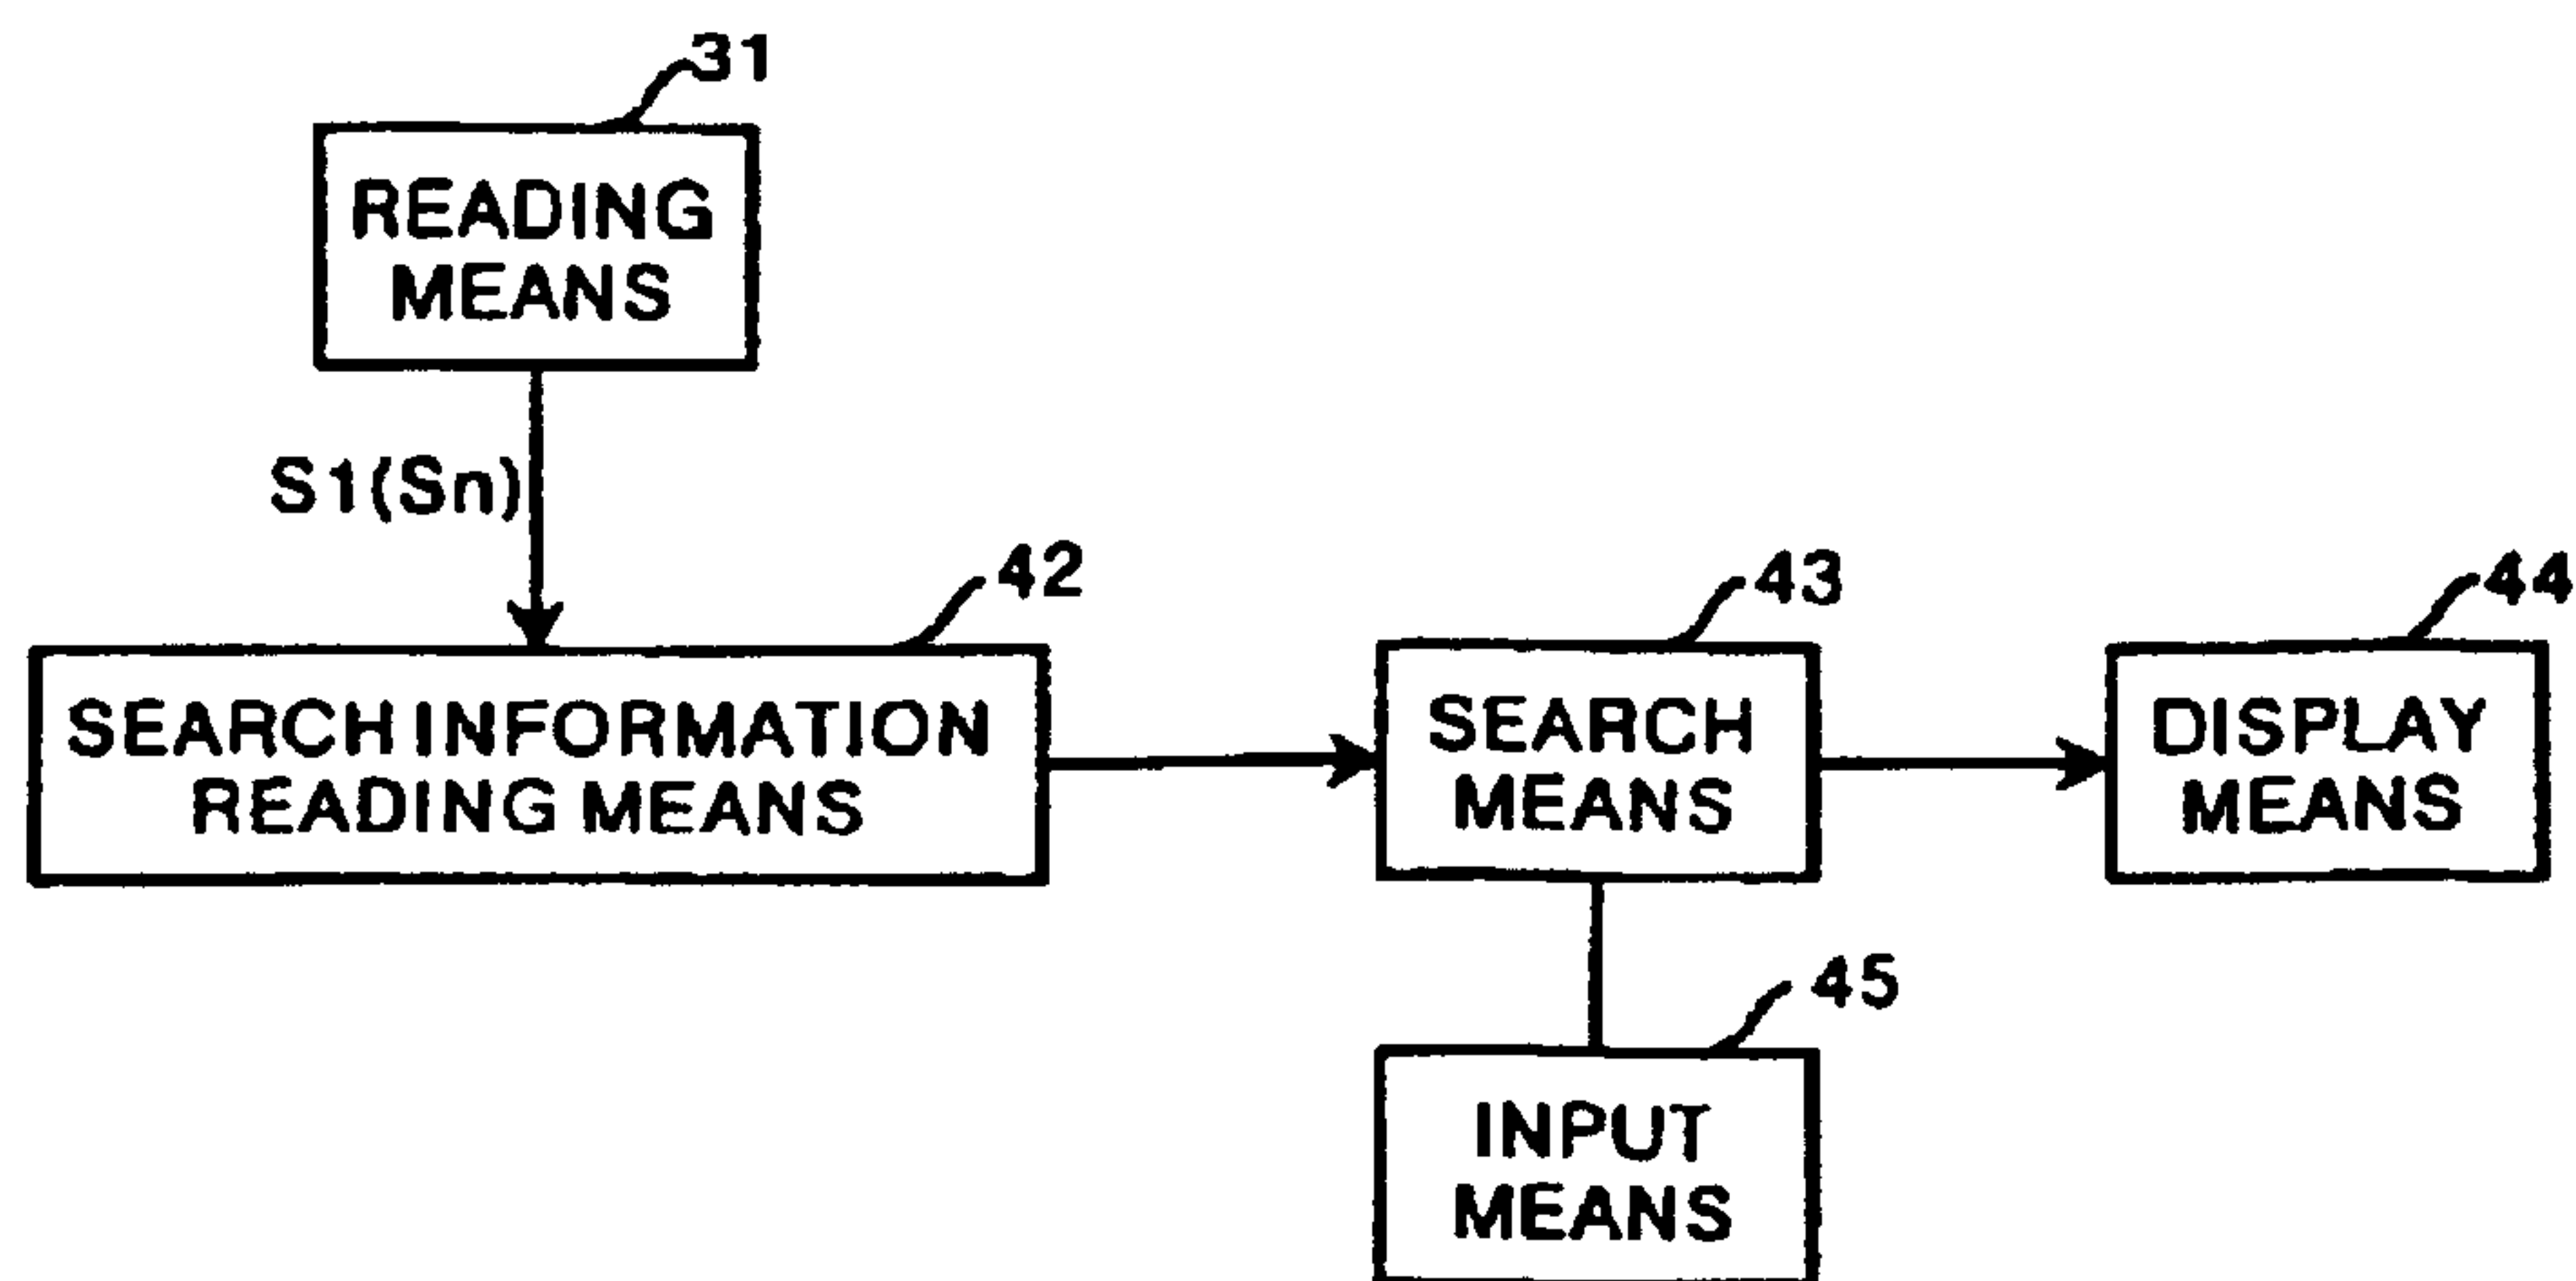 31
READING
MEANS
S1(Sn)
42
SEARCH INFORMATION
READING MEANS
43
SEARCH
MEANS
44
DISPLAY
MEANS
45
INPUT
MEANS